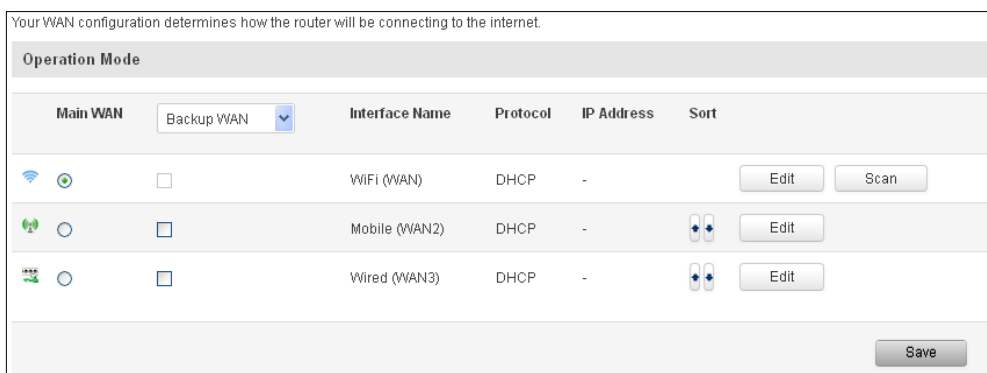 Your WAN configuration determines how the router will be connecting to the internet.
Operation Mode
Main WAN Backup WAN Interface Name Protocol IP Address Sort
WiFi (WAN) DHCP - Edit Scan
Mobile (WAN2) DHCP - Edit
Wired (WAN3) DHCP - Edit
Save